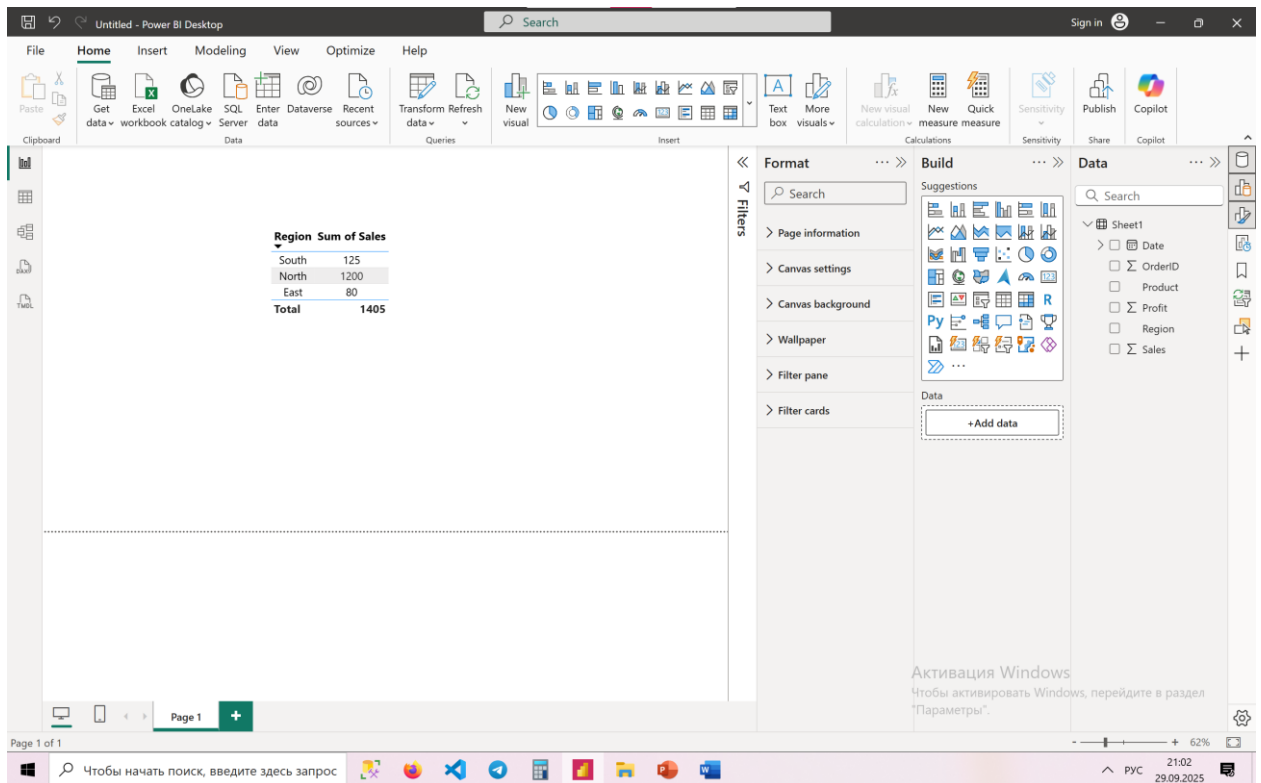 Untitled - Power BI Desktop
Search
Sign in
File Home Insert Modeling View Optimize Help
Paste
Get data
Excel workbook
OneLake catalog
SQL Server
Enter data
Dataverse
Recent sources
Transform data
Refresh
New visual
Text box
More visuals
New visual calculation
New measure
Quick measure
Sensitivity
Publish
Copilot
Clipboard Data Queries Insert Calculations Sensitivity Share Copilot
DAX
TMDL
Region Sum of Sales
South 125
North 1200
East 80
Total 1405
Filters
Format
Search
Page information
Canvas settings
Canvas background
Wallpaper
Filter pane
Filter cards
Build
Suggestions
123
R
Py
123
...
Data
+Add data
Data
Search
Sheet1
Date
Σ OrderID
Product
Σ Profit
Region
Σ Sales
Активация Windows
Чтобы активировать Windows, перейдите в раздел
"Параметры".
Page 1
Page 1 of 1
- + 62%
Чтобы начать поиск, введите здесь запрос
РУС
21:02
29.09.2025